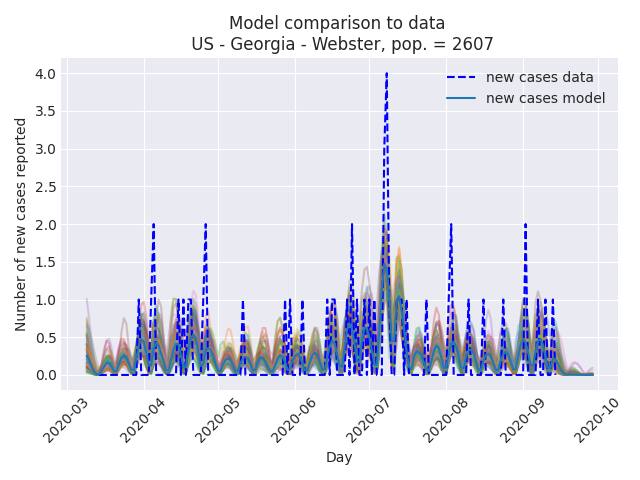 Model comparison to data
US - Georgia - Webster, pop. = 2607
new cases data
new cases model
Number of new cases reported
4.0
3.5
3.0
2.5
2.0
1.5
1.0
0.5
0.0
2020-03
2020-04
2020-05
2020-06
2020-07
2020-08
2020-09
2020-10
Day